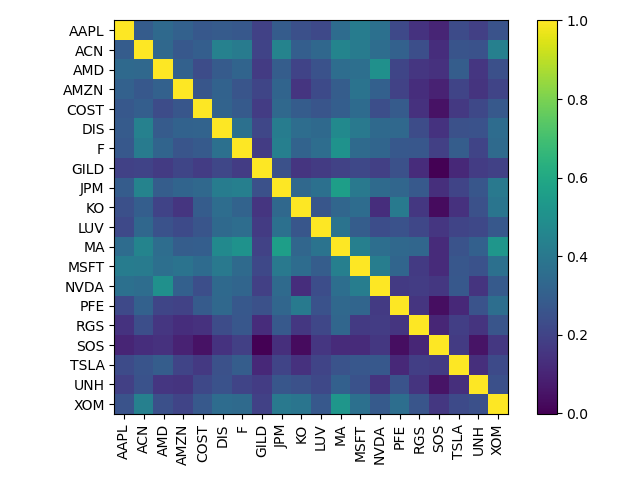 AAPL
ACN
AMD
AMZN
COST
DIS
F
GILD
JPM
KO
LUV
MA
MSFT
NVDA
PFE
RGS
SOS
TSLA
UNH
XOM
AAPL
ACN
AMD
AMZN
COST
DIS
F
GILD
JPM
KO
LUV
MA
MSFT
NVDA
PFE
RGS
SOS
TSLA
UNH
XOM
1.0
0.8
0.6
0.4
0.2
0.0